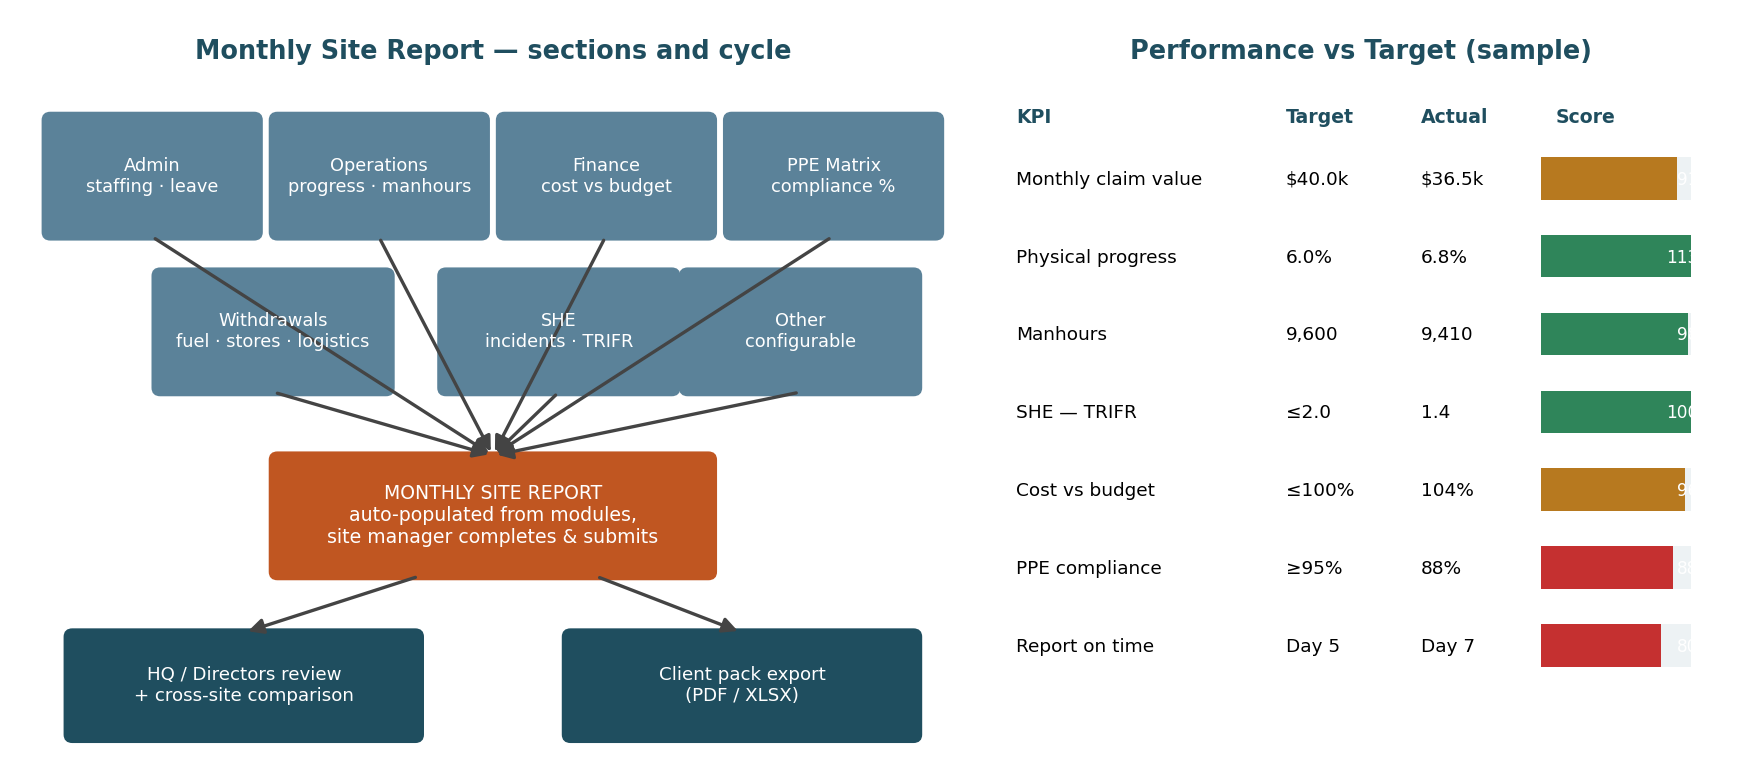 Monthly Site Report — sections and cycle
Admin
staffing · leave
Operations
progress · manhours
Finance
cost vs budget
PPE Matrix
compliance %
Withdrawals
fuel · stores · logistics
SHE
incidents · TRIFR
Other
configurable
MONTHLY SITE REPORT
auto-populated from modules,
site manager completes & submits
HQ / Directors review
+ cross-site comparison
Client pack export
(PDF / XLSX)
Performance vs Target (sample)
KPI Target Actual Score
Monthly claim value $40.0k $36.5k
Physical progress 6.0% 6.8%
Manhours 9,600 9,410
SHE — TRIFR ≤2.0 1.4
Cost vs budget ≤100% 104%
PPE compliance ≥95% 88%
Report on time Day 5 Day 7